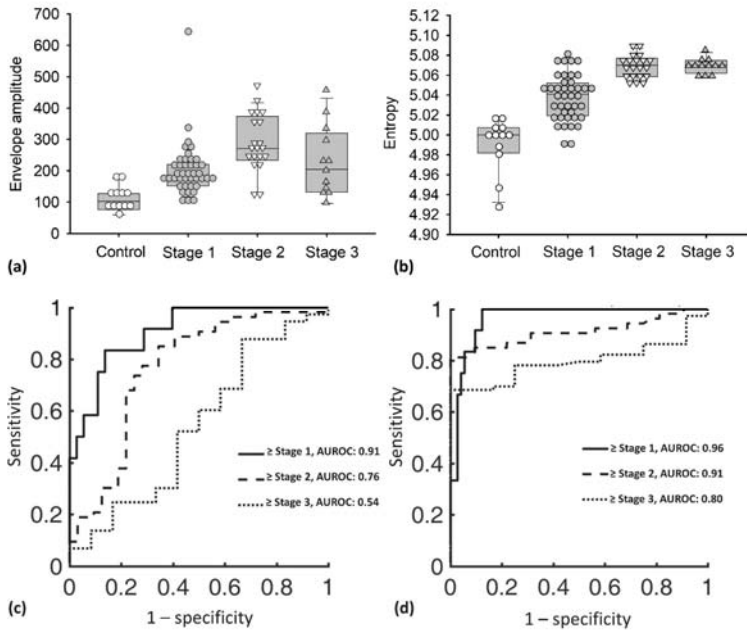 700
600
500
400
300
200
100
0
Envelope amplitude
Control Stage 1 Stage 2 Stage 3
(a)
5.12
5.10
5.08
5.06
5.04
5.02
5.00
4.98
4.96
4.94
4.92
4.90
Entropy
Control Stage 1 Stage 2 Stage 3
(b)
1
0.8
0.6
0.4
0.2
0
Sensitivity
≥ Stage 1, AUROC: 0.91
≥ Stage 2, AUROC: 0.76
≥ Stage 3, AUROC: 0.54
0 0.2 0.4 0.6 0.8 1
(c)
1 – specificity
1
0.8
0.6
0.4
0.2
0
Sensitivity
≥ Stage 1, AUROC: 0.96
≥ Stage 2, AUROC: 0.91
≥ Stage 3, AUROC: 0.80
0 0.2 0.4 0.6 0.8 1
(d)
1 – specificity